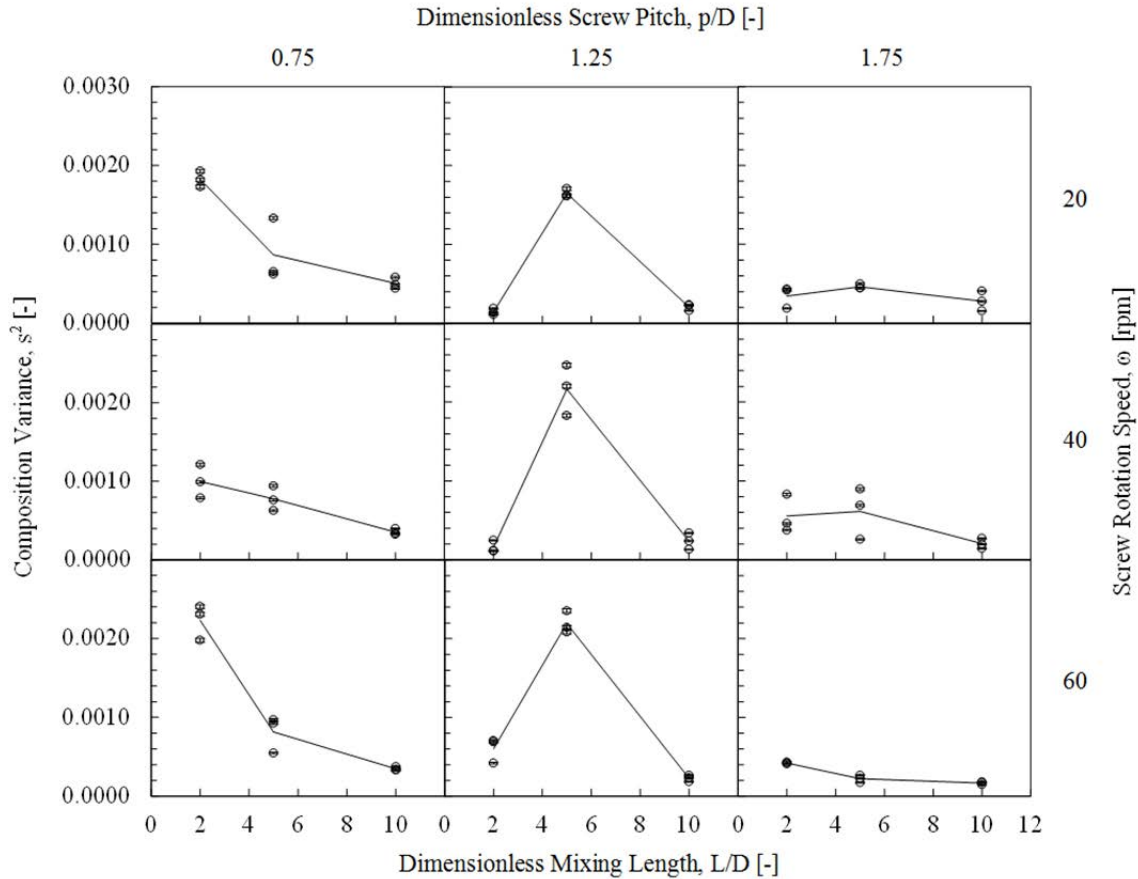 Dimensionless Screw Pitch, p/D [-]
0.75 1.25 1.75
0.0030
0.0020
0.0010
0.0000
0.0020
0.0010
0.0000
0.0020
0.0010
0.0000
Composition Variance, s² [-]
20
40
60
Screw Rotation Speed, ω [rpm]
0 2 4 6 8 10 0 2 4 6 8 10 0 2 4 6 8 10 12
Dimensionless Mixing Length, L/D [-]